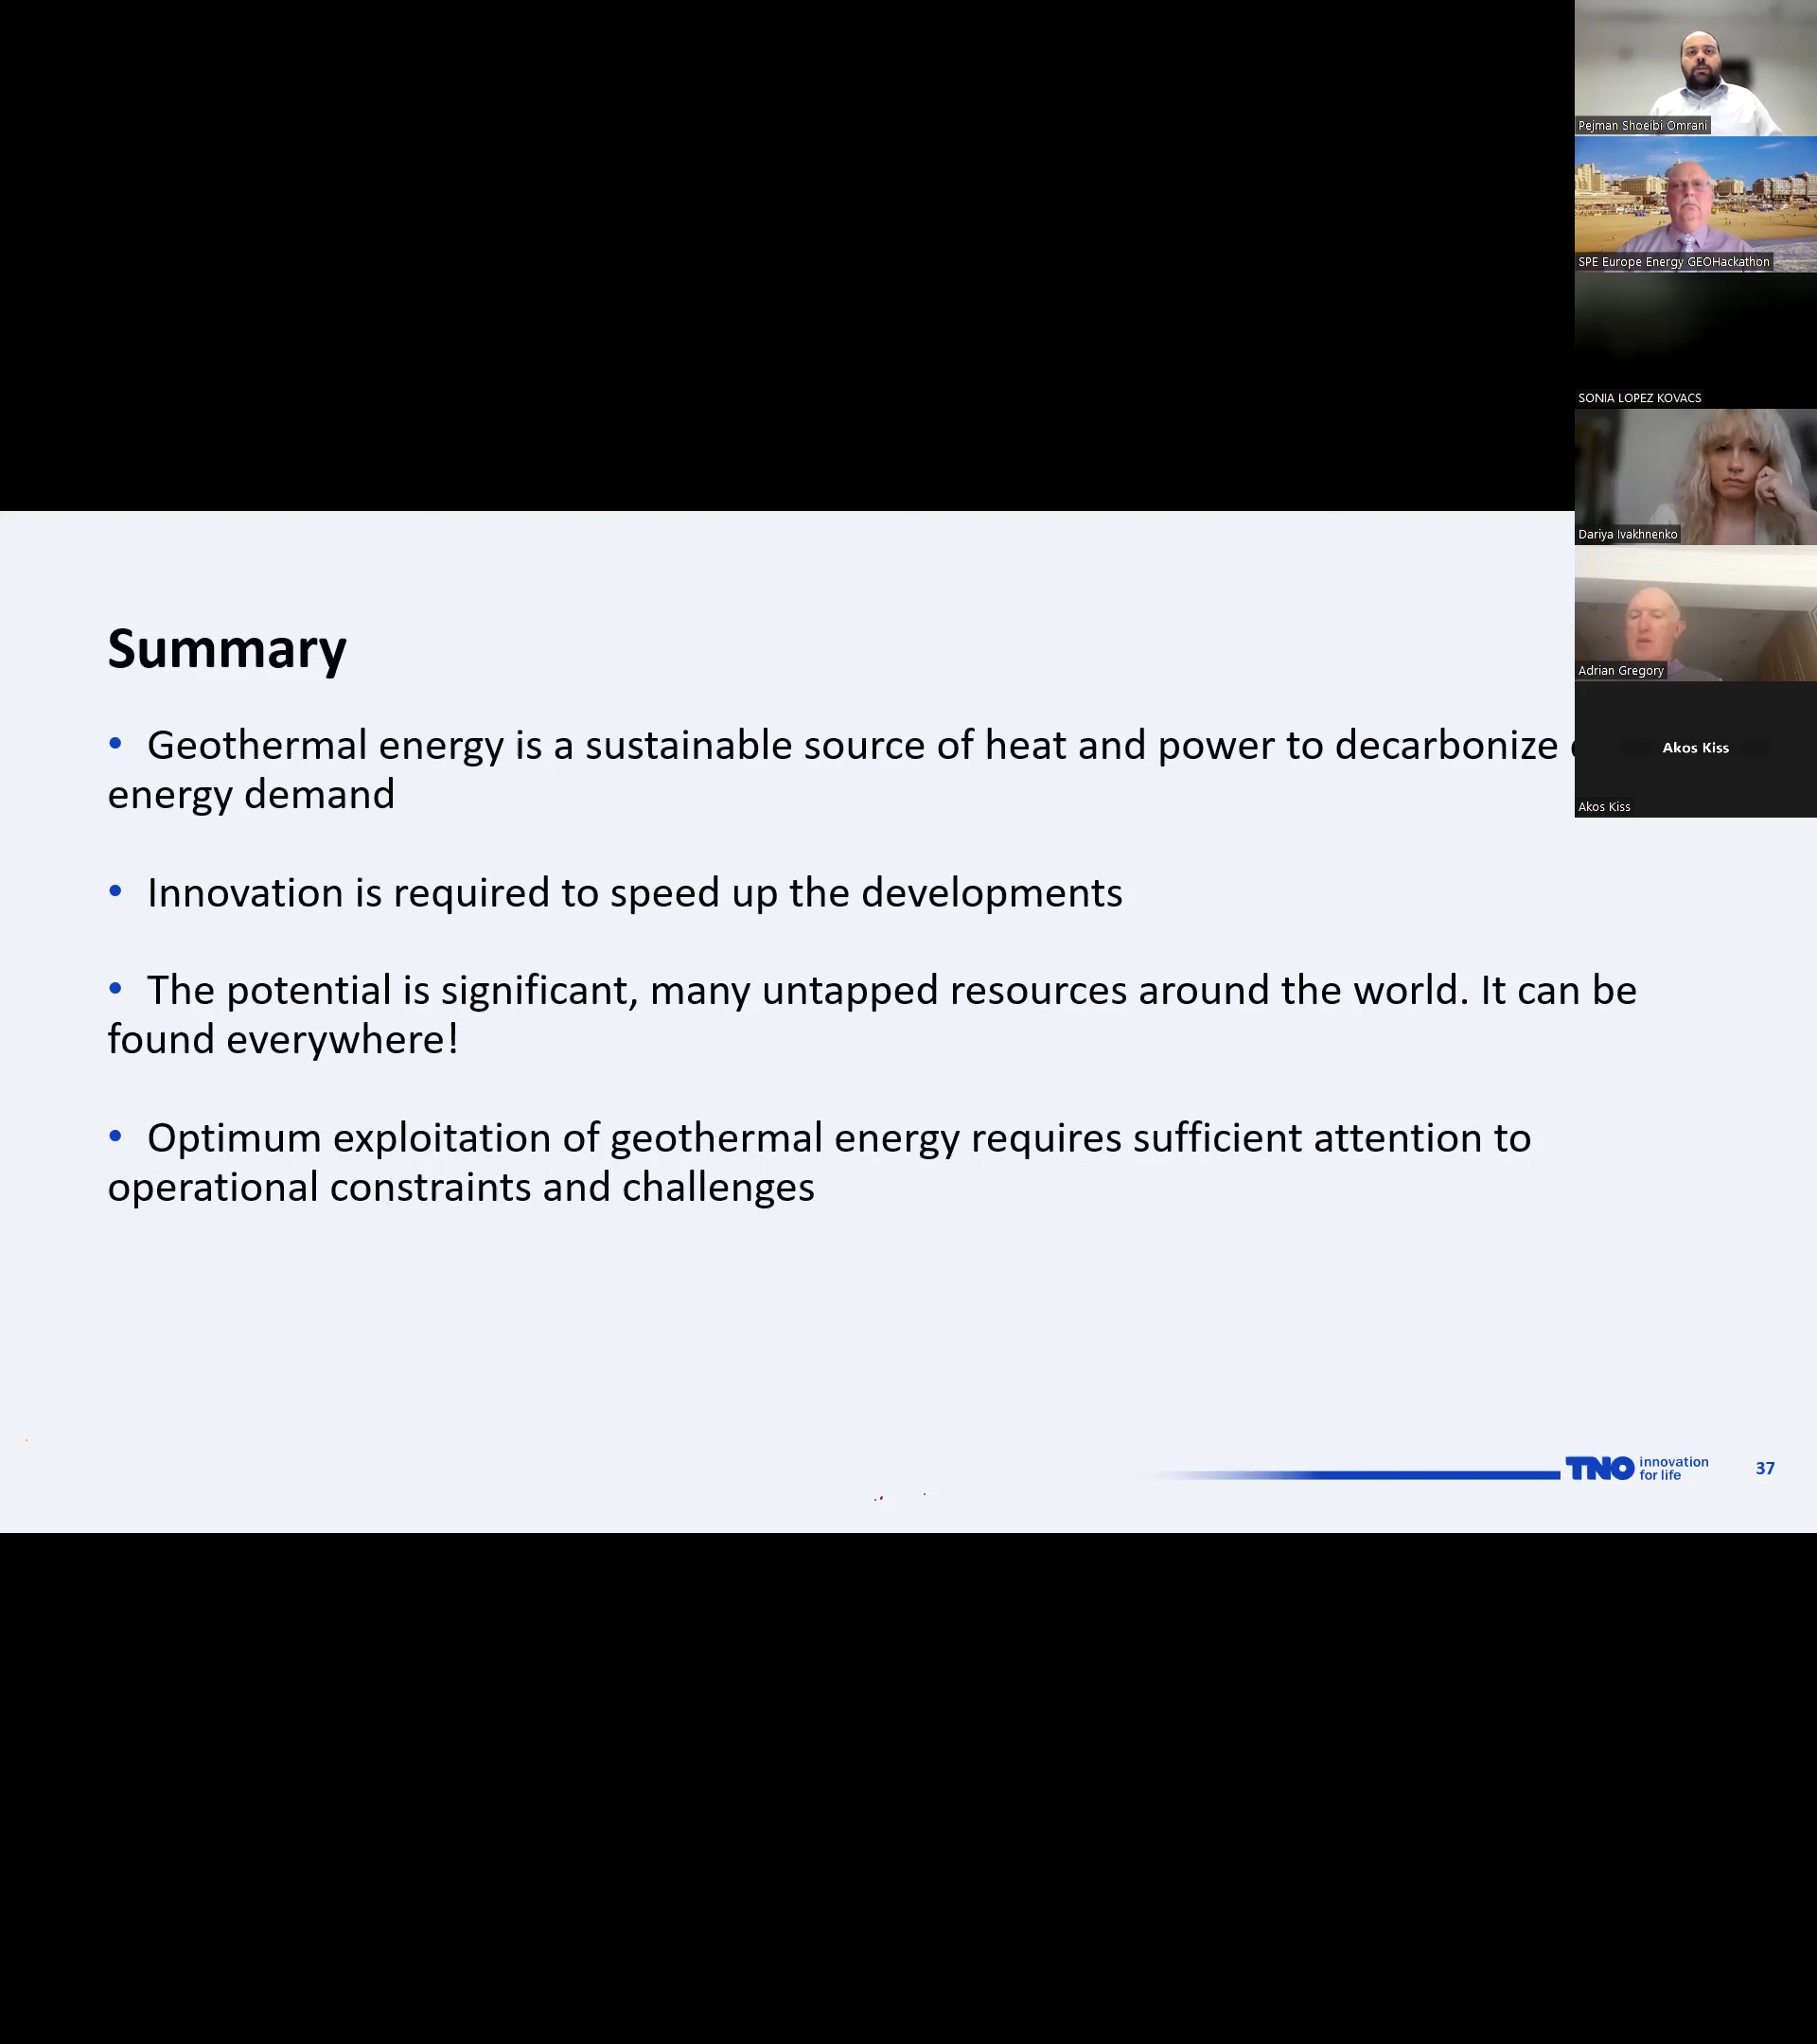 Pejman Shoeibi Omrani
SPE Europe Energy GEOHackathon
SONIA LOPEZ KOVACS
Dariya Ivakhnenko
Adrian Gregory
Akos Kiss
Akos Kiss
Summary
• Geothermal energy is a sustainable source of heat and power to decarbonize
energy demand
• Innovation is required to speed up the developments
• The potential is significant, many untapped resources around the world. It can be
found everywhere!
• Optimum exploitation of geothermal energy requires sufficient attention to
operational constraints and challenges
TNO innovation
for life
37